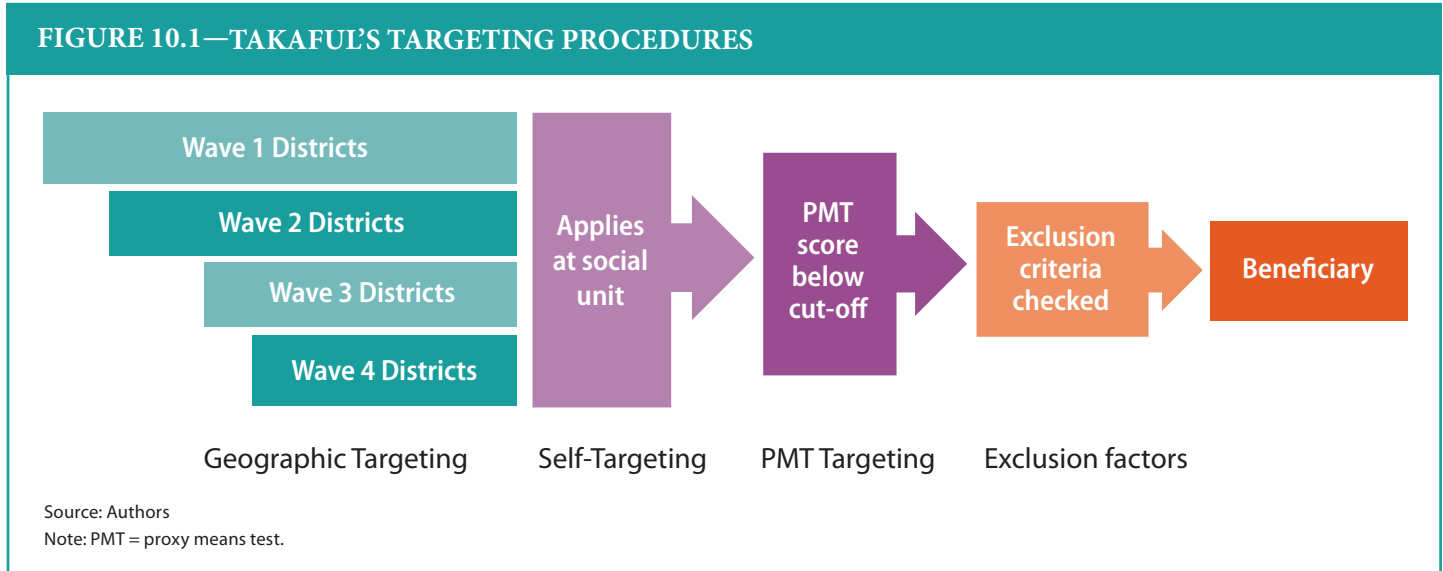 FIGURE 10.1—TAKAFUL'S TARGETING PROCEDURES
Wave 1 Districts
Wave 2 Districts
Wave 3 Districts
Wave 4 Districts
Applies
at social
unit
PMT
score
below
cut-off
Exclusion
criteria
checked
Beneficiary
Geographic Targeting
Self-Targeting
PMT Targeting
Exclusion factors
Source: Authors
Note: PMT = proxy means test.